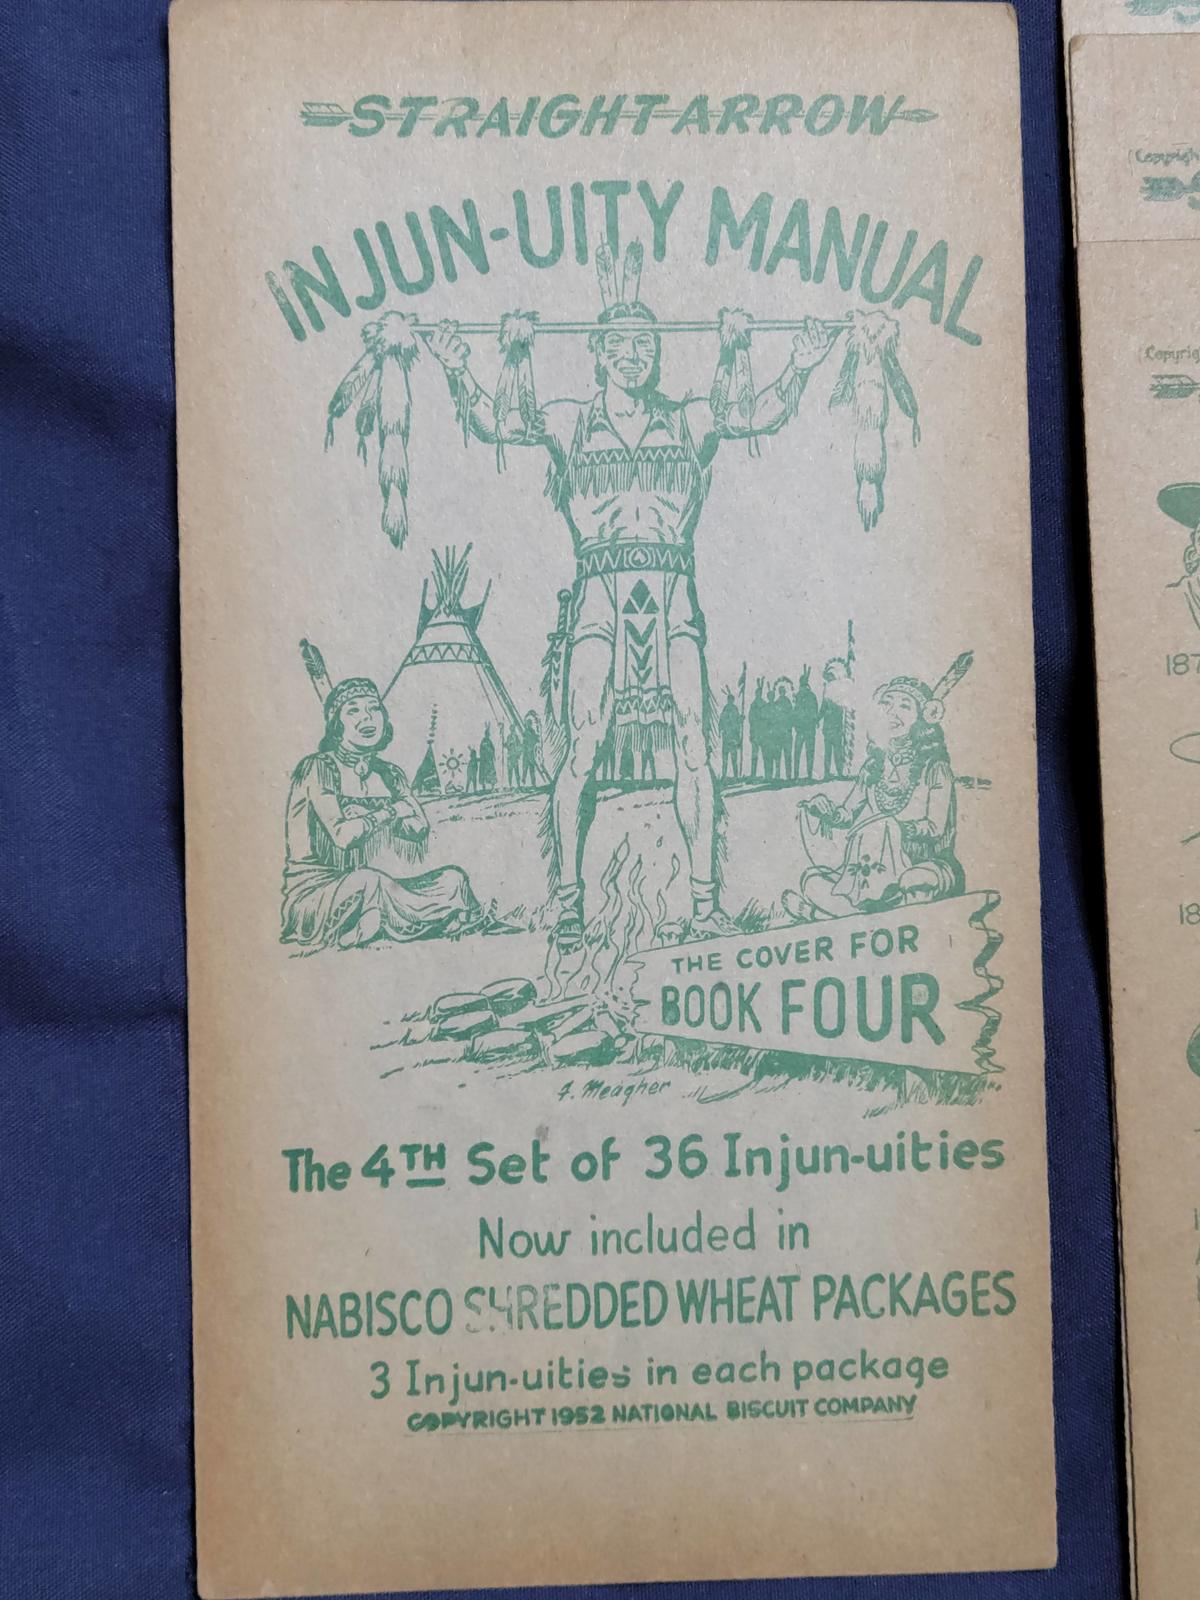 STRAIGHT ARROW
INJUN-UITY MANUAL
THE COVER FOR
BOOK FOUR
F. Meagher
The 4TH Set of 36 Injun-uities
Now included in
NABISCO SHREDDED WHEAT PACKAGES
3 Injun-uities in each package
COPYRIGHT 1952 NATIONAL BISCUIT COMPANY